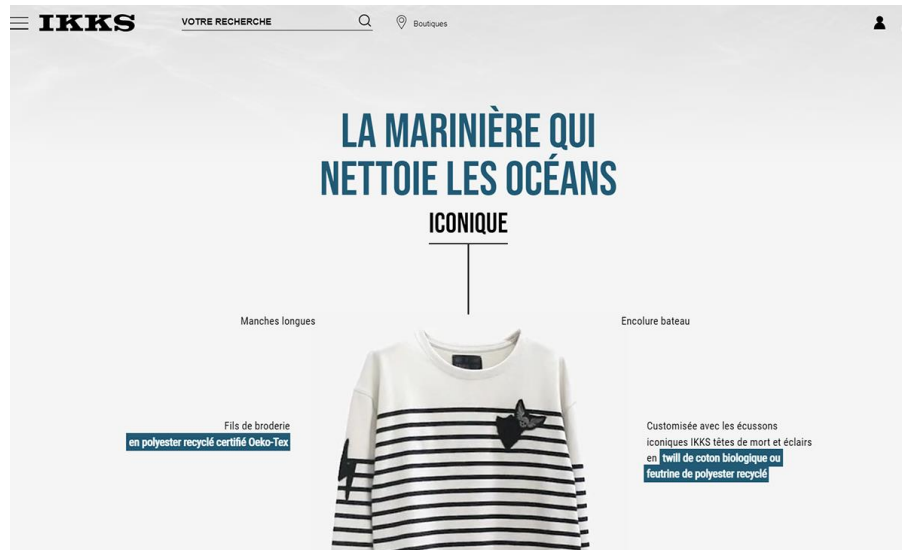 IKKS
VOTRE RECHERCHE
Boutiques
LA MARINIÈRE QUI
NETTOIE LES OCÉANS
ICONIQUE
Manches longues
Encolure bateau
Fils de broderie
en polyester recyclé certifié Oeko-Tex
Customisée avec les écussons
iconiques IKKS têtes de mort et éclairs
en twill de coton biologique ou
feutrine de polyester recyclé